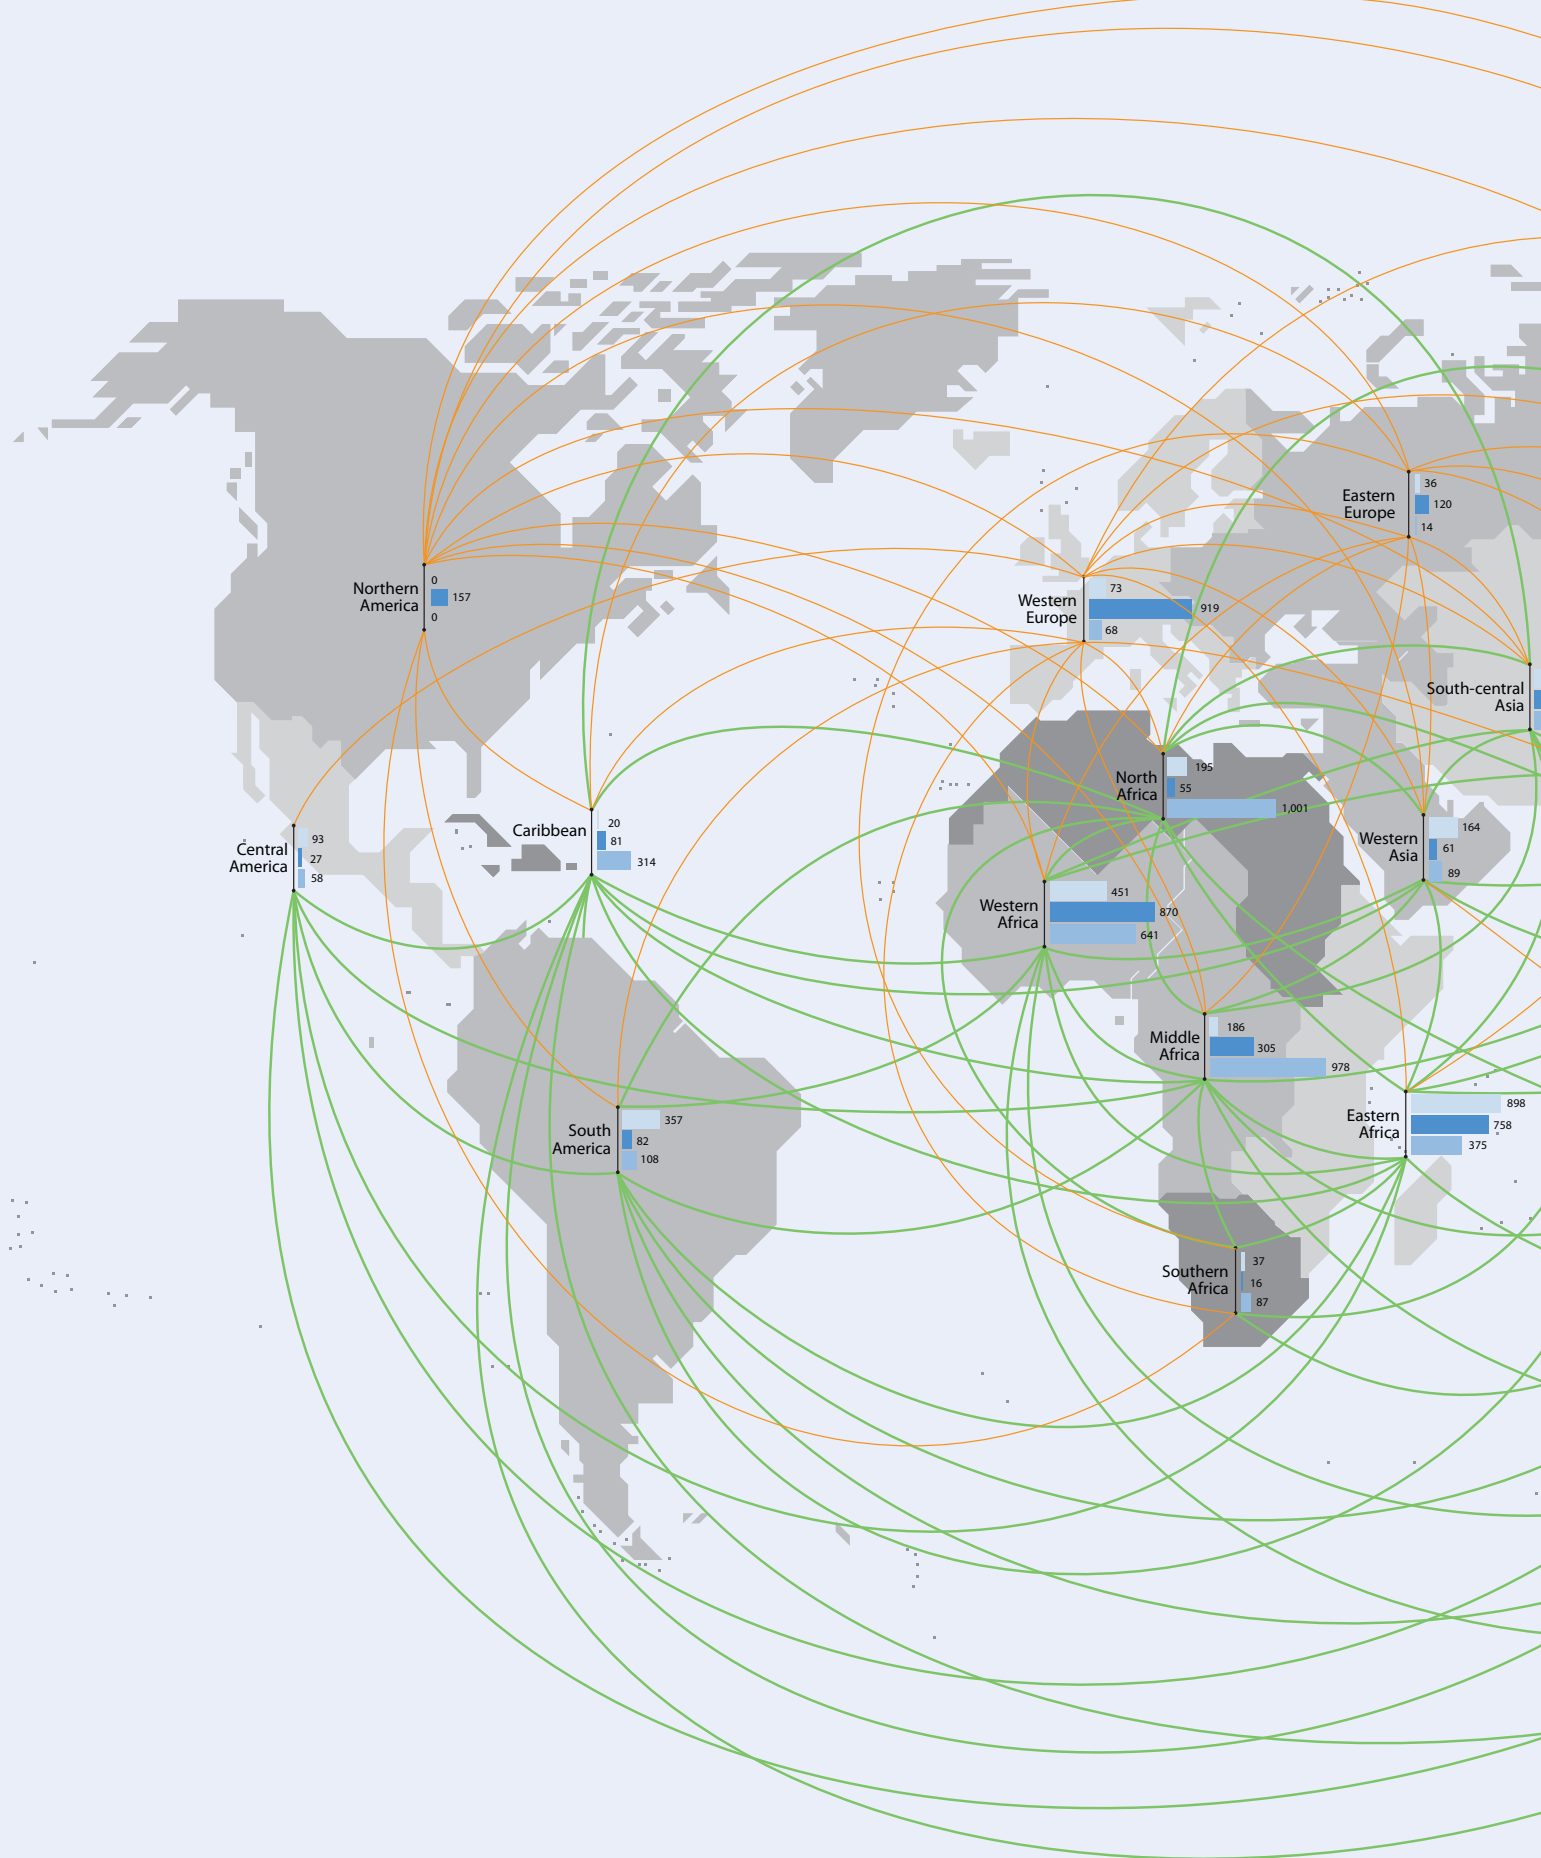 36
Eastern
Europe
120
14
Northern
America
0
157
0
Western
Europe
73
919
68
South-central
Asia
North
Africa
195
55
1,001
Caribbean
20
81
314
Central
America
93
27
58
Western
Asia
164
61
89
Western
Africa
451
870
641
Middle
Africa
186
305
978
South
America
357
82
108
Eastern
Africa
898
758
375
Southern
Africa
37
16
87